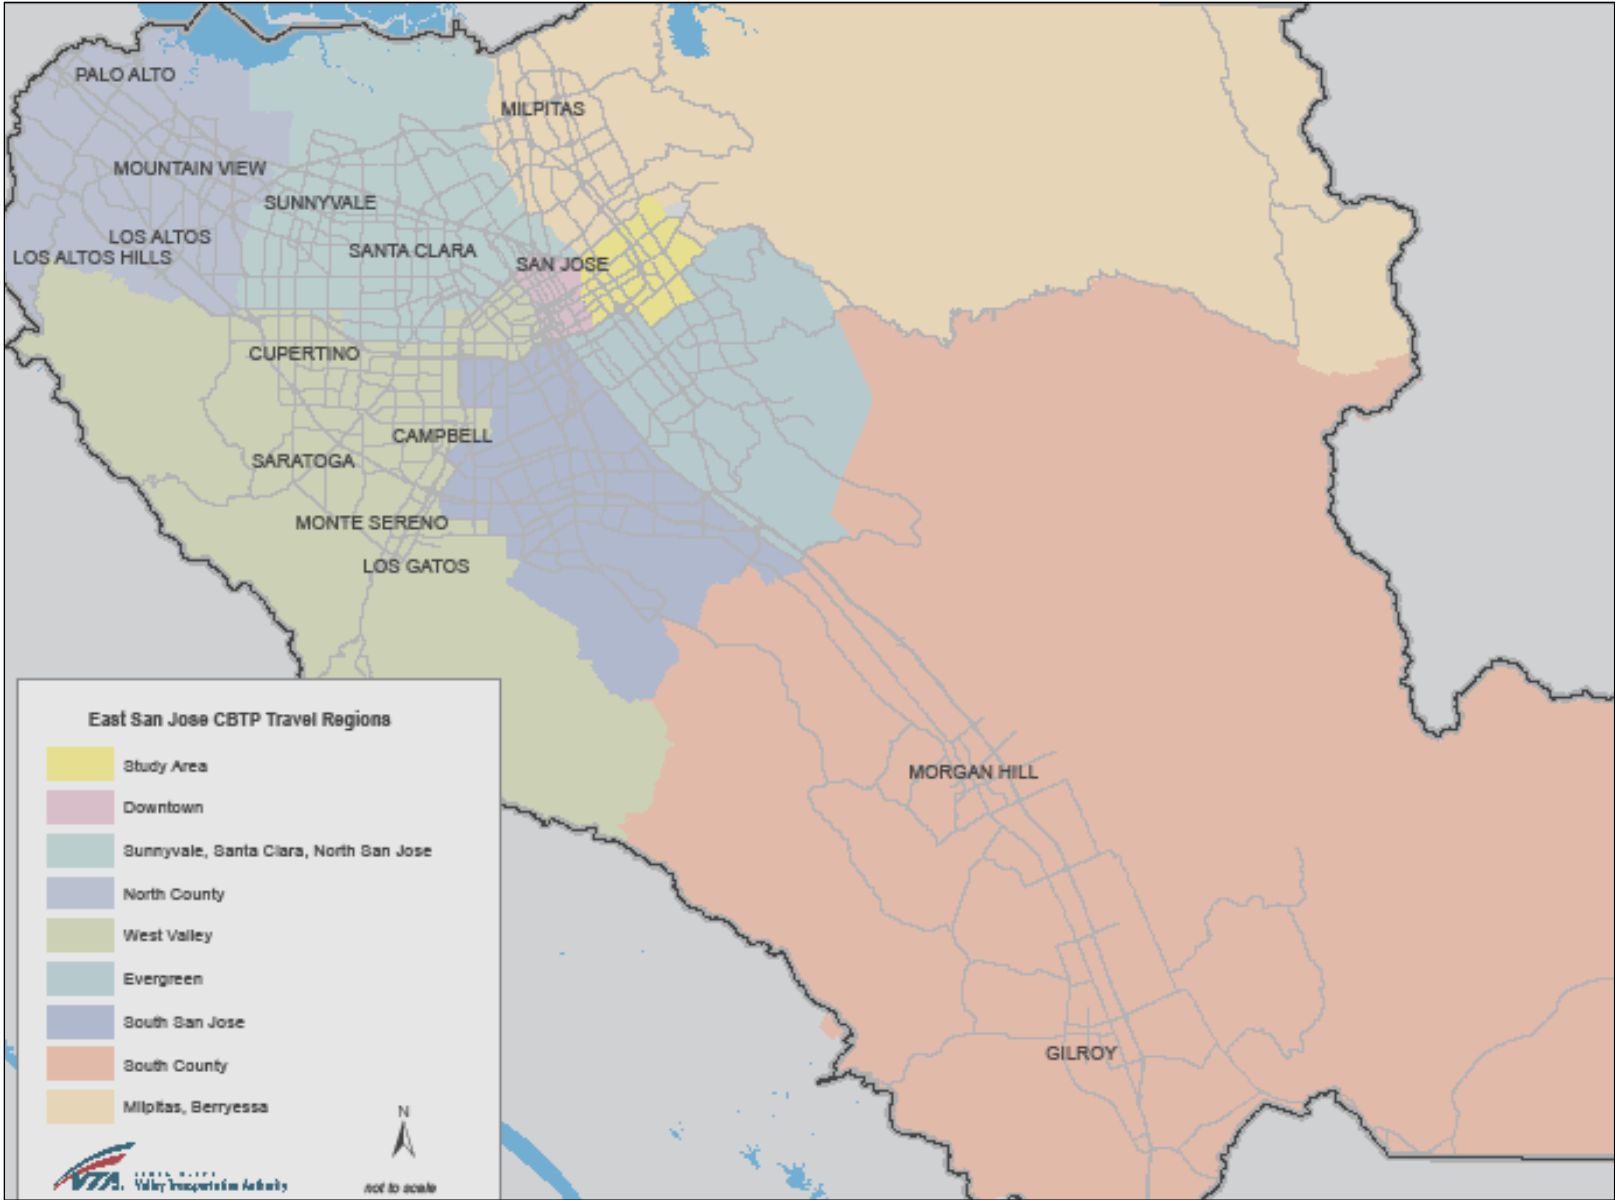 PALO ALTO
MILPITAS
MOUNTAIN VIEW
SUNNYVALE
LOS ALTOS
SANTA CLARA
LOS ALTOS HILLS
SAN JOSE
CUPERTINO
CAMPBELL
SARATOGA
MONTE SERENO
LOS GATOS
MORGAN HILL
GILROY
East San Jose CBTP Travel Regions
Study Area
Downtown
Sunnyvale, Santa Clara, North San Jose
North County
West Valley
Evergreen
South San Jose
South County
Milpitas, Berryessa
N
VTA
Valley Transportation Authority
not to scale